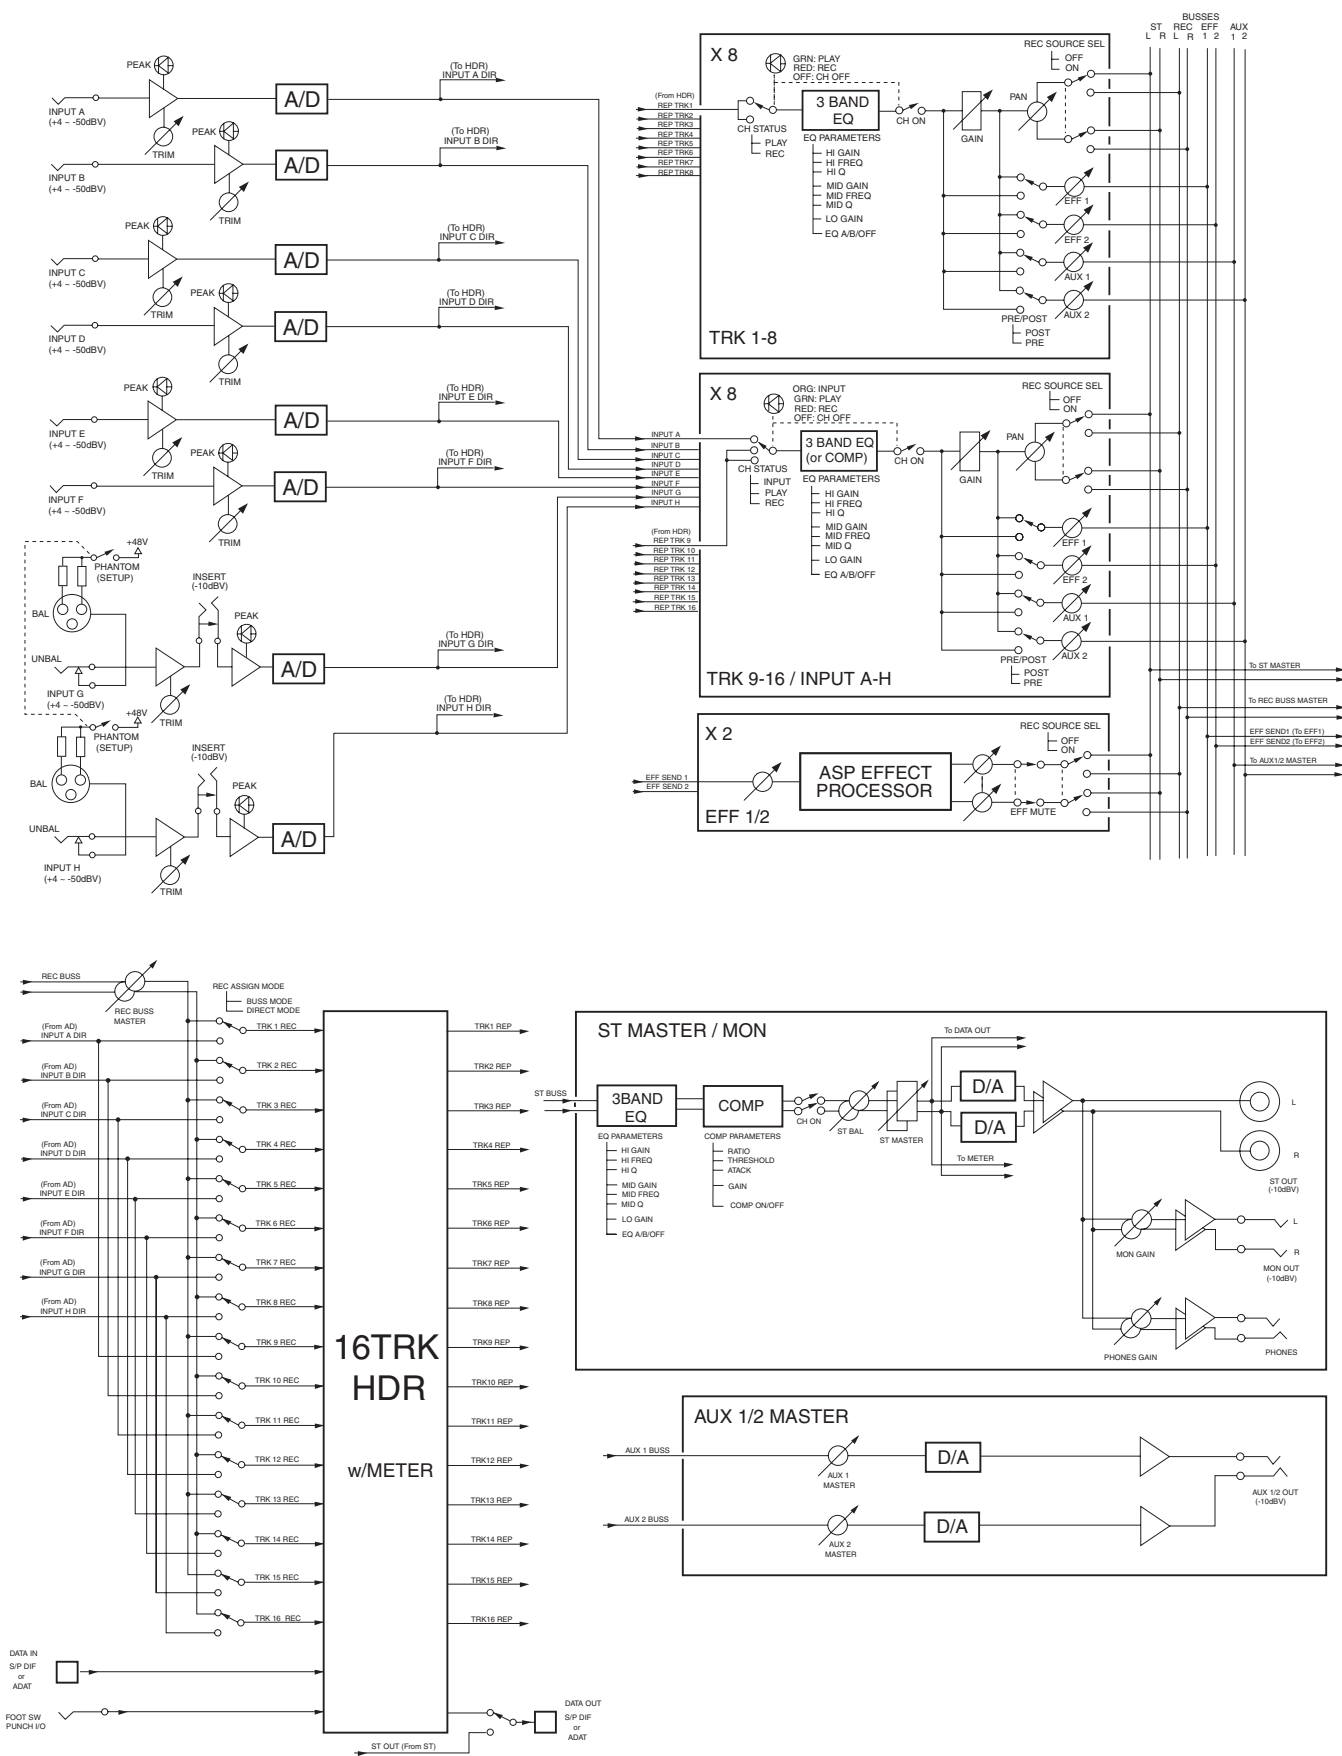 PEAK
INPUT A
(+4 ~ -50dBV)
TRIM
A/D
(To HDR)
INPUT A DIR
PEAK
INPUT B
(+4 ~ -50dBV)
TRIM
A/D
(To HDR)
INPUT B DIR
PEAK
INPUT C
(+4 ~ -50dBV)
TRIM
A/D
(To HDR)
INPUT C DIR
PEAK
INPUT D
(+4 ~ -50dBV)
TRIM
A/D
(To HDR)
INPUT D DIR
PEAK
INPUT E
(+4 ~ -50dBV)
TRIM
A/D
(To HDR)
INPUT E DIR
PEAK
INPUT F
(+4 ~ -50dBV)
TRIM
A/D
(To HDR)
INPUT F DIR
+48V
PHANTOM
(SETUP)
BAL
UNBAL
INPUT G
(+4 ~ -50dBV)
TRIM
INSERT
(-10dBV)
PEAK
A/D
(To HDR)
INPUT G DIR
+48V
PHANTOM
(SETUP)
BAL
UNBAL
INPUT H
(+4 ~ -50dBV)
TRIM
INSERT
(-10dBV)
PEAK
A/D
(To HDR)
INPUT H DIR
X 8
GRN: PLAY
RED: REC
OFF: CH OFF
(From HDR)
REP TRK1
REP TRK2
REP TRK3
REP TRK4
REP TRK5
REP TRK6
REP TRK7
REP TRK8
CH STATUS
PLAY
REC
3 BAND
EQ
EQ PARAMETERS
HI GAIN
HI FREQ
HI Q
MID GAIN
MID FREQ
MID Q
LO GAIN
EQ A/B/OFF
CH ON
GAIN
PAN
REC SOURCE SEL
OFF
ON
EFF 1
EFF 2
AUX 1
AUX 2
PRE/POST
POST
PRE
TRK 1-8
BUSSES
ST REC EFF AUX
L R L R 1 2 1 2
X 8
ORG: INPUT
GRN: PLAY
RED: REC
OFF: CH OFF
INPUT A
INPUT B
INPUT C
INPUT D
INPUT E
INPUT F
INPUT G
INPUT H
(From HDR)
REP TRK 9
REP TRK 10
REP TRK 11
REP TRK 12
REP TRK 13
REP TRK 14
REP TRK 15
REP TRK 16
CH STATUS
INPUT
PLAY
REC
3 BAND EQ
(or COMP)
EQ PARAMETERS
HI GAIN
HI FREQ
HI Q
MID GAIN
MID FREQ
MID Q
LO GAIN
EQ A/B/OFF
CH ON
GAIN
PAN
REC SOURCE SEL
OFF
ON
EFF 1
EFF 2
AUX 1
AUX 2
PRE/POST
POST
PRE
TRK 9-16 / INPUT A-H
To ST MASTER
To REC BUSS MASTER
EFF SEND1 (To EFF1)
EFF SEND2 (To EFF2)
To AUX1/2 MASTER
X 2
EFF SEND 1
EFF SEND 2
ASP EFFECT
PROCESSOR
REC SOURCE SEL
OFF
ON
EFF MUTE
EFF 1/2
REC BUSS
REC BUSS
MASTER
REC ASSIGN MODE
BUSS MODE
DIRECT MODE
(From AD)
INPUT A DIR
(From AD)
INPUT B DIR
(From AD)
INPUT C DIR
(From AD)
INPUT D DIR
(From AD)
INPUT E DIR
(From AD)
INPUT F DIR
(From AD)
INPUT G DIR
(From AD)
INPUT H DIR
TRK 1 REC
TRK 2 REC
TRK 3 REC
TRK 4 REC
TRK 5 REC
TRK 6 REC
TRK 7 REC
TRK 8 REC
TRK 9 REC
TRK 10 REC
TRK 11 REC
TRK 12 REC
TRK 13 REC
TRK 14 REC
TRK 15 REC
TRK 16 REC
16TRK
HDR
w/METER
TRK1 REP
TRK2 REP
TRK3 REP
TRK4 REP
TRK5 REP
TRK6 REP
TRK7 REP
TRK8 REP
TRK9 REP
TRK10 REP
TRK11 REP
TRK12 REP
TRK13 REP
TRK14 REP
TRK15 REP
TRK16 REP
DATA IN
S/P DIF
or
ADAT
FOOT SW
PUNCH I/O
ST OUT (From ST)
DATA OUT
S/P DIF
or
ADAT
ST MASTER / MON
ST BUSS
3BAND
EQ
EQ PARAMETERS
HI GAIN
HI FREQ
HI Q
MID GAIN
MID FREQ
MID Q
LO GAIN
EQ A/B/OFF
COMP
COMP PARAMETERS
RATIO
THRESHOLD
ATACK
GAIN
COMP ON/OFF
CH ON
ST BAL
ST MASTER
To DATA OUT
D/A
D/A
To METER
L
R
ST OUT
(-10dBV)
MON GAIN
L
R
MON OUT
(-10dBV)
PHONES GAIN
PHONES
AUX 1/2 MASTER
AUX 1 BUSS
AUX 1
MASTER
D/A
AUX 2 BUSS
AUX 2
MASTER
D/A
AUX 1/2 OUT
(-10dBV)